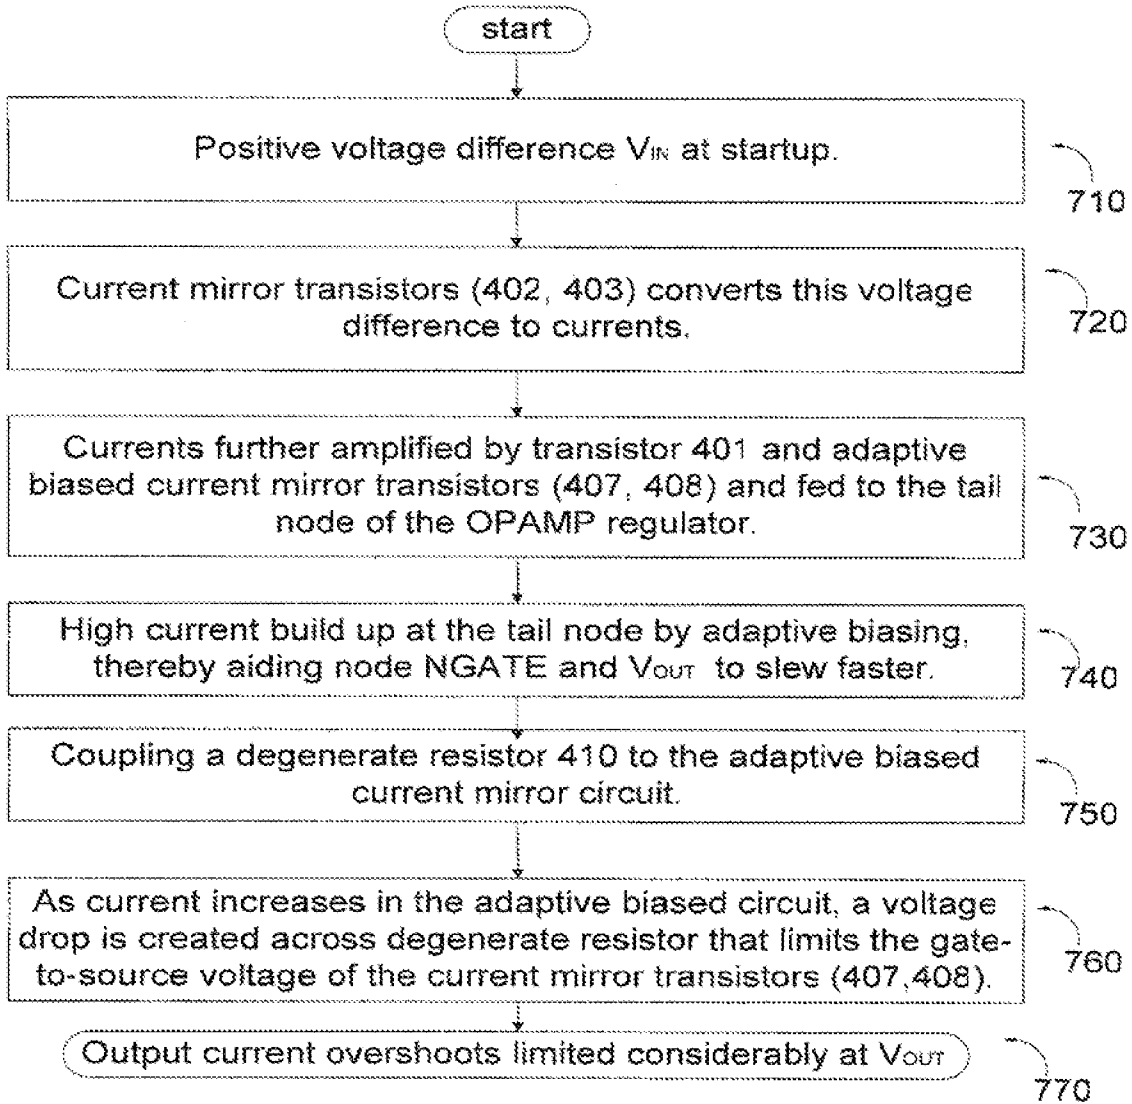 start
Positive voltage difference VIN at startup.
710
Current mirror transistors (402, 403) converts this voltage
difference to currents.
720
Currents further amplified by transistor 401 and adaptive
biased current mirror transistors (407, 408) and fed to the tail
node of the OPAMP regulator.
730
High current build up at the tail node by adaptive biasing,
thereby aiding node NGATE and VOUT to slew faster.
740
Coupling a degenerate resistor 410 to the adaptive biased
current mirror circuit.
750
As current increases in the adaptive biased circuit, a voltage
drop is created across degenerate resistor that limits the gate-
to-source voltage of the current mirror transistors (407,408).
760
Output current overshoots limited considerably at VOUT
770